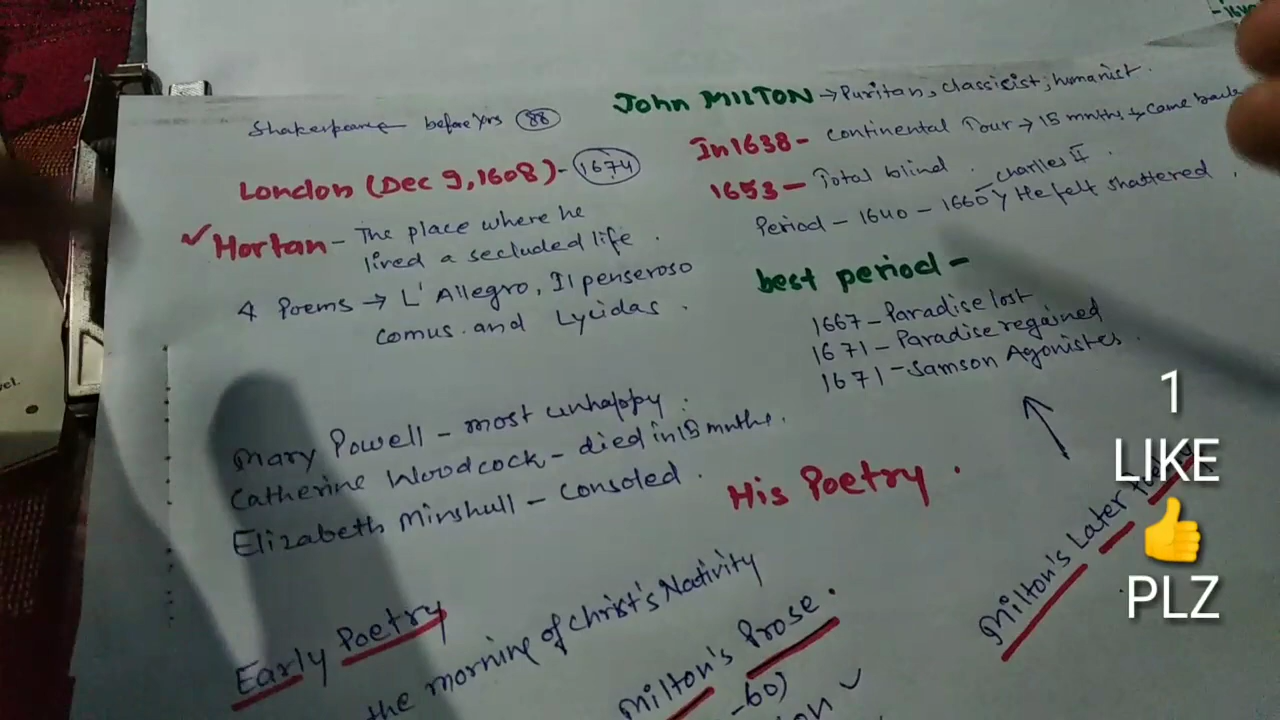 Shakespeare before yrs 88
London (Dec 9, 1608) - 1674
Hortan - The place where he
lived a secluded life .
4 Poems → L' Allegro, Il penseroso
comus. and Lycidas .
Mary Powell - most unhappy .
Catherine Woodcock - died in 15 mnths.
Elizabeth Minshull - Consoled .
Early Poetry
the morning of Christ's Nativity
John MILTON → Puritan, classicist, humanist .
In 1638 - Continental Tour → 15 mnths → Came back
1653 - Total blind . Charlles II .
Period - 1640 - 1660 y He felt shattered .
best period -
1667 - Paradise lost
1671 - Paradise regained
1671 - Samson Agonistes .
His Poetry .
Milton's Prose .
-60)
Milton's Later
1
LIKE
👍
PLZ